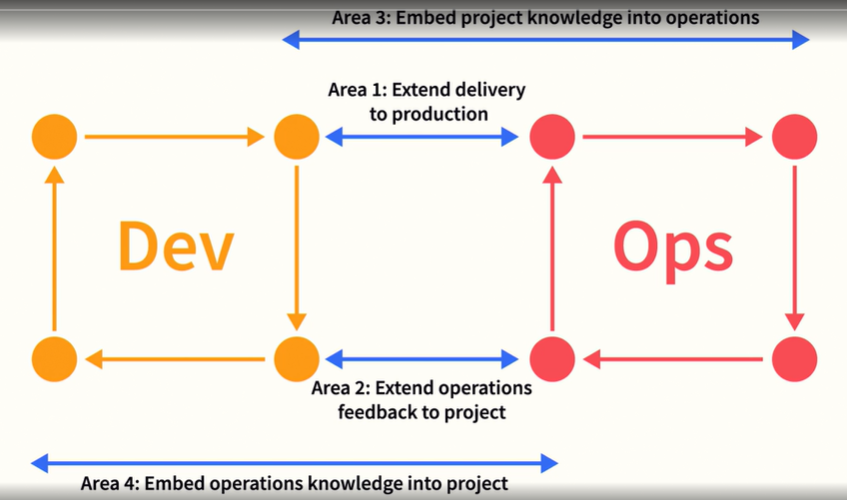 Area 3: Embed project knowledge into operations
Area 1: Extend delivery
to production
Dev
Ops
Area 2: Extend operations
feedback to project
Area 4: Embed operations knowledge into project